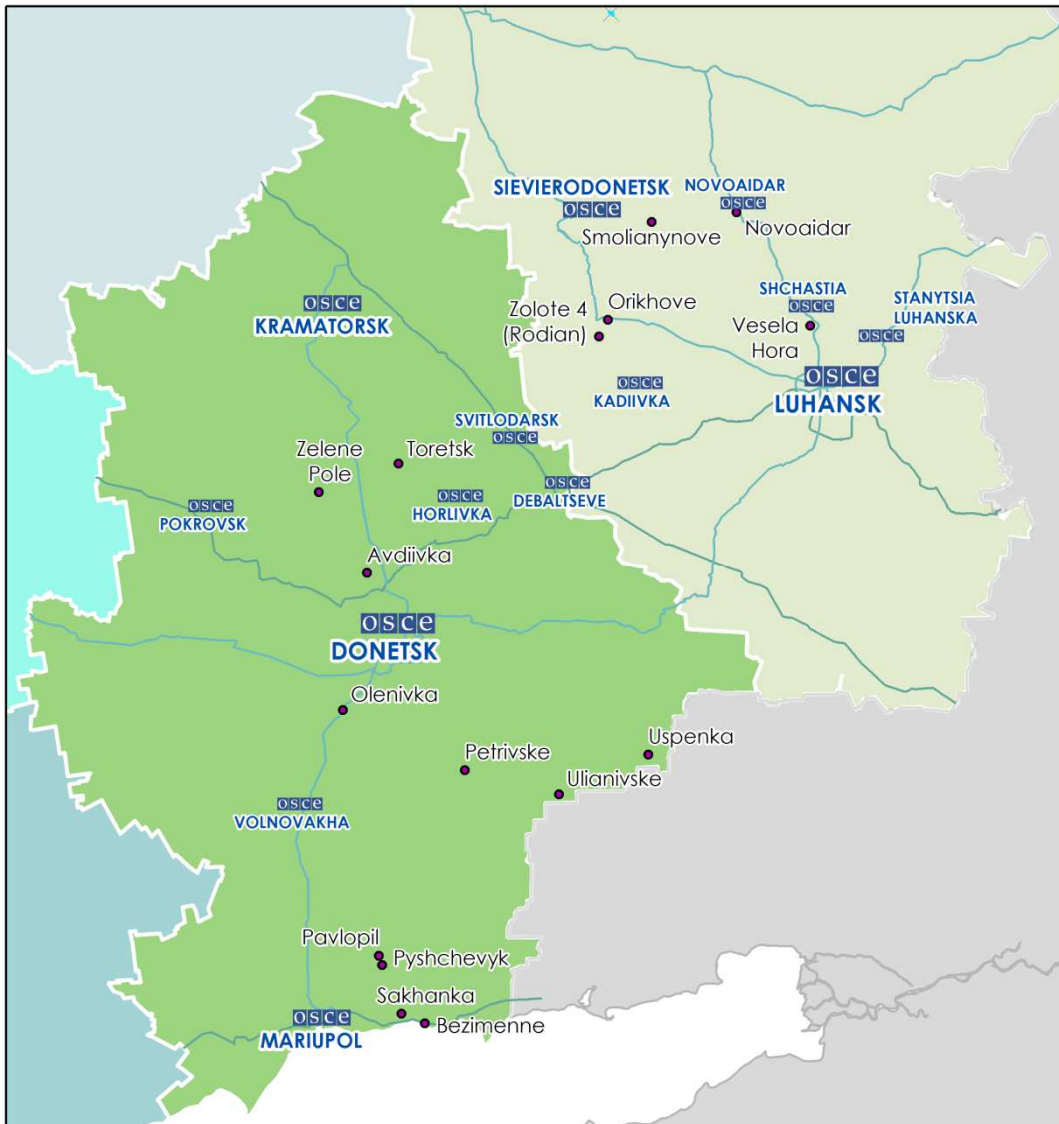 SIEVIERODONETSK
osce
NOVOAIDAR
osce
Smolianynove
Novoaidar
osce
KRAMATORSK
Orikhove
Zolote 4
(Rodian)
SHCHASTIA
osce
Vesela
Hora
STANYTSIA
LUHANSKA
osce
osce
KADIIVKA
osce
LUHANSK
SVITLODARSK
osce
Zelene
Pole
Toretsk
osce
POKROVSK
osce
HORLIVKA
osce
DEBALTSEVE
Avdiivka
osce
DONETSK
Olenivka
Petrivske
Uspenka
Ulianivske
osce
VOLNOVAKHA
Pavlopil
Pyshchevyk
Sakhanka
Bezimenne
osce
MARIUPOL